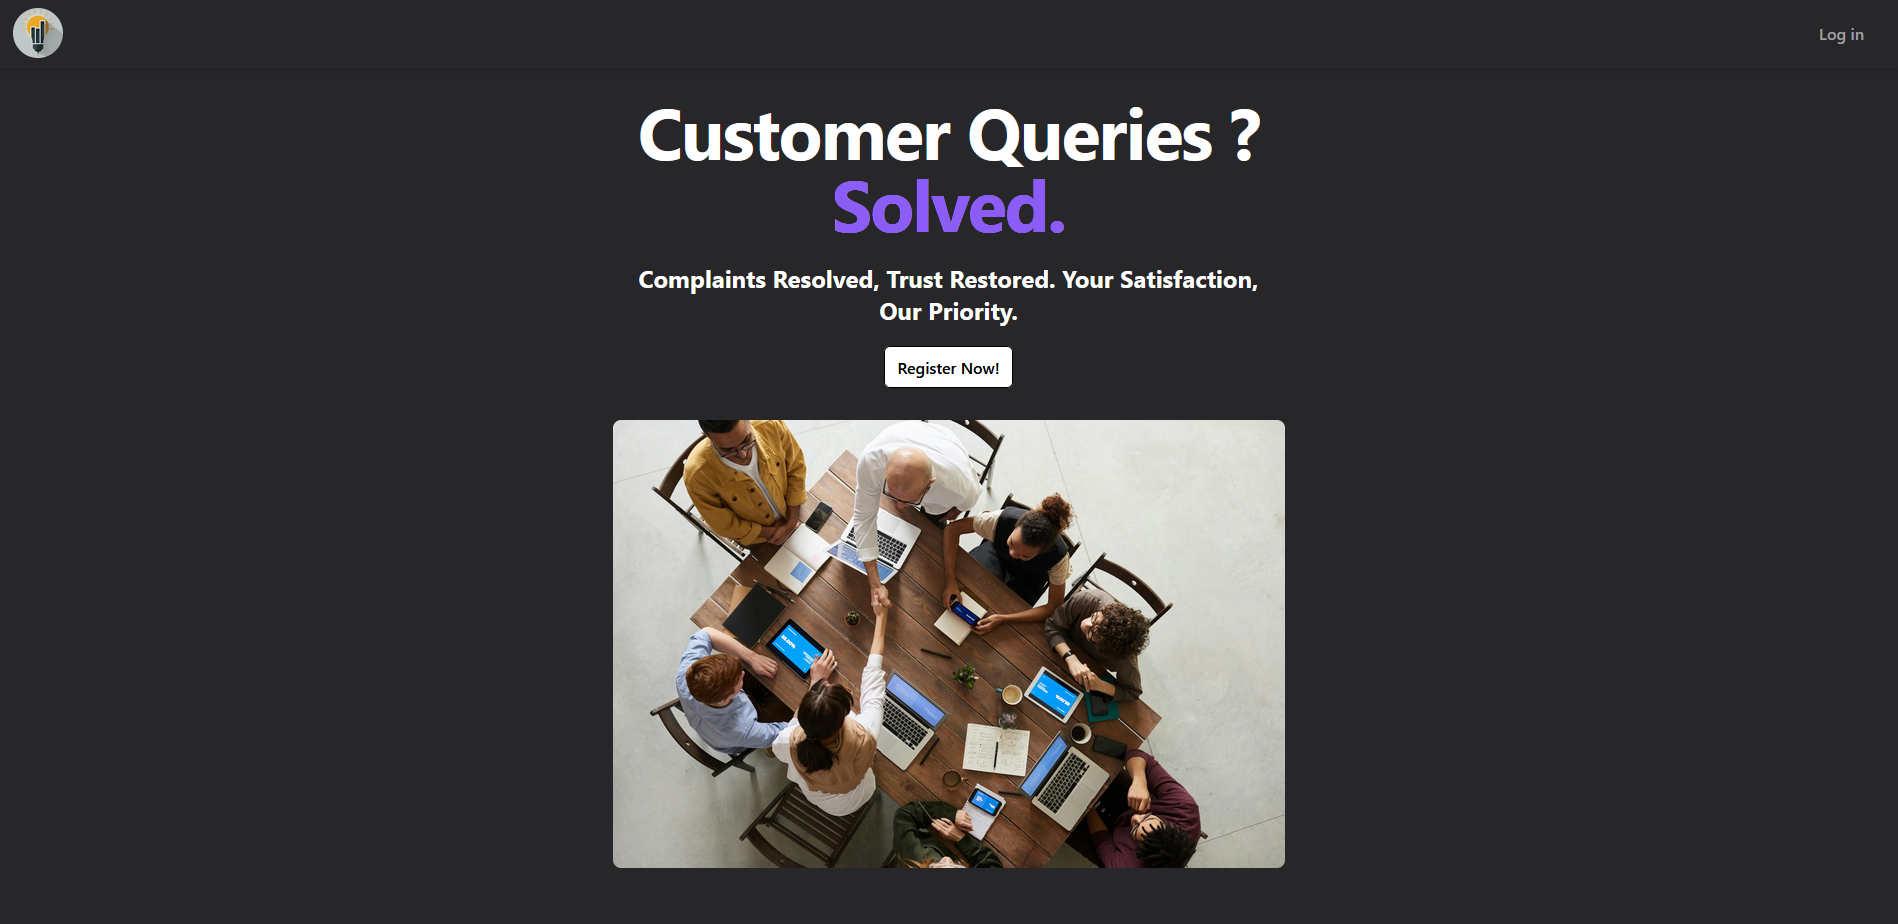 Log in
Customer Queries ?
Solved.
Complaints Resolved, Trust Restored. Your Satisfaction,
Our Priority.
Register Now!